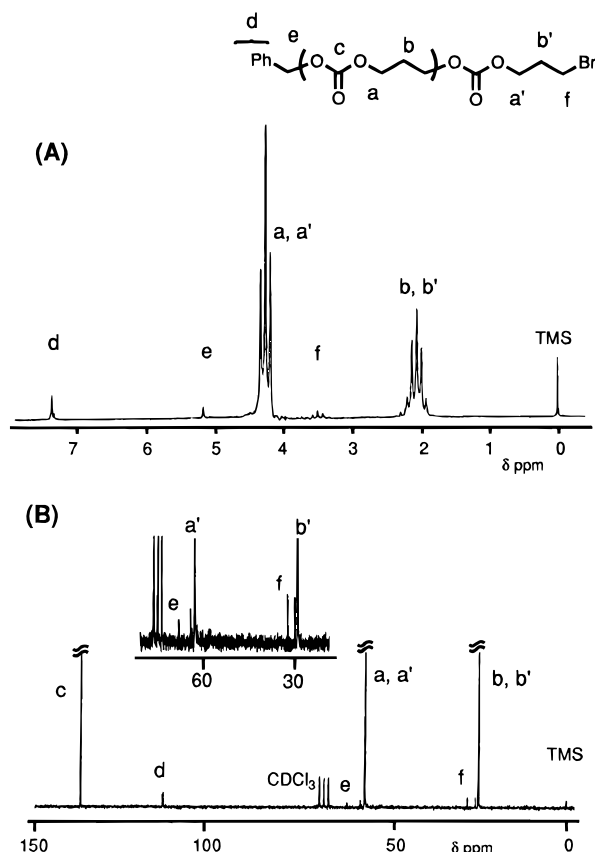 d
e
c
b
b'
Ph
O
O
O
O
Br
O
O
a
a'
f
(A)
a, a'
b, b'
d
e
f
TMS
7 6 5 4 3 2 1 0
δ ppm
(B)
a'
b'
e
f
60 30
c
a, a'
b, b'
d
CDCl3
e
f
TMS
150 100 50 0
δ ppm